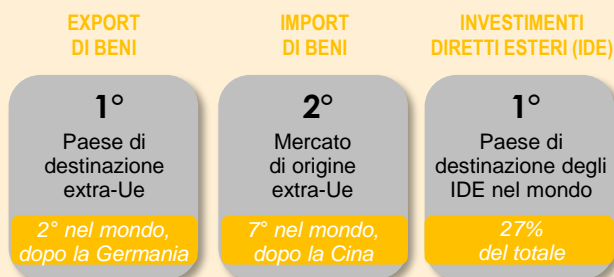 EXPORT
DI BENI
1°
Paese di
destinazione
extra-Ue
2° nel mondo,
dopo la Germania
IMPORT
DI BENI
2°
Mercato
di origine
extra-Ue
7° nel mondo,
dopo la Cina
INVESTIMENTI
DIRETTI ESTERI (IDE)
1°
Paese di
destinazione degli
IDE nel mondo
27%
del totale